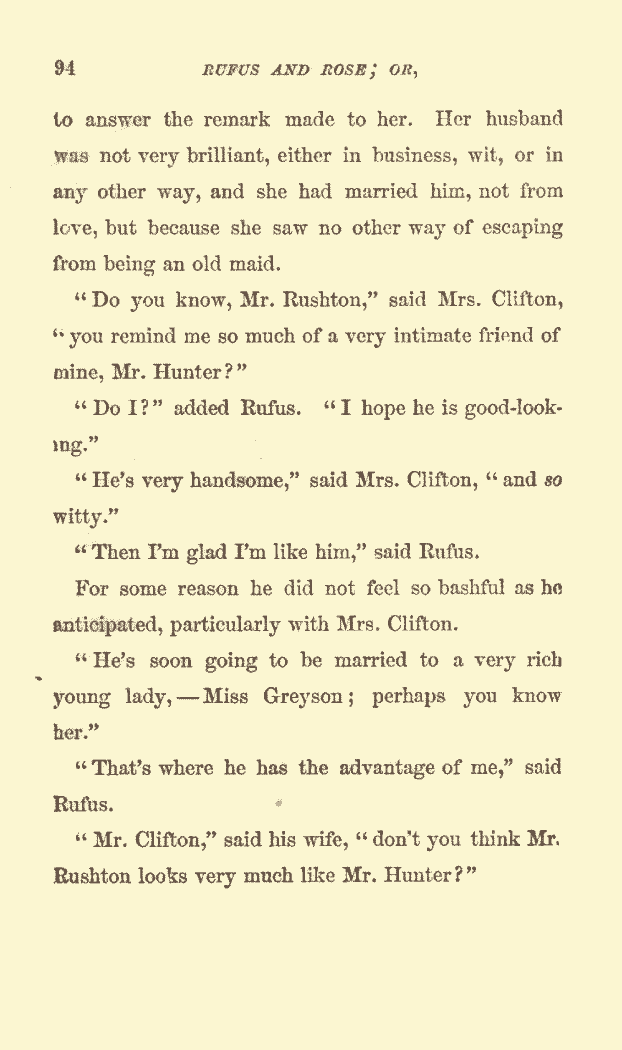 94 RUFUS AND ROSE; OR,
to answer the remark made to her. Her husband
was not very brilliant, either in business, wit, or in
any other way, and she had married him, not from
love, but because she saw no other way of escaping
from being an old maid.
“Do you know, Mr. Rushton,” said Mrs. Clifton,
“you remind me so much of a very intimate friend of
mine, Mr. Hunter?”
“Do I?” added Rufus. “I hope he is good-look-
ing.”
“He's very handsome,” said Mrs. Clifton, “and so
witty.”
“Then I'm glad I'm like him,” said Rufus.
For some reason he did not feel so bashful as he
anticipated, particularly with Mrs. Clifton.
“He's soon going to be married to a very rich
young lady,—Miss Greyson; perhaps you know
her.”
“That's where he has the advantage of me,” said
Rufus.
“Mr. Clifton,” said his wife, “don't you think Mr.
Rushton looks very much like Mr. Hunter?”